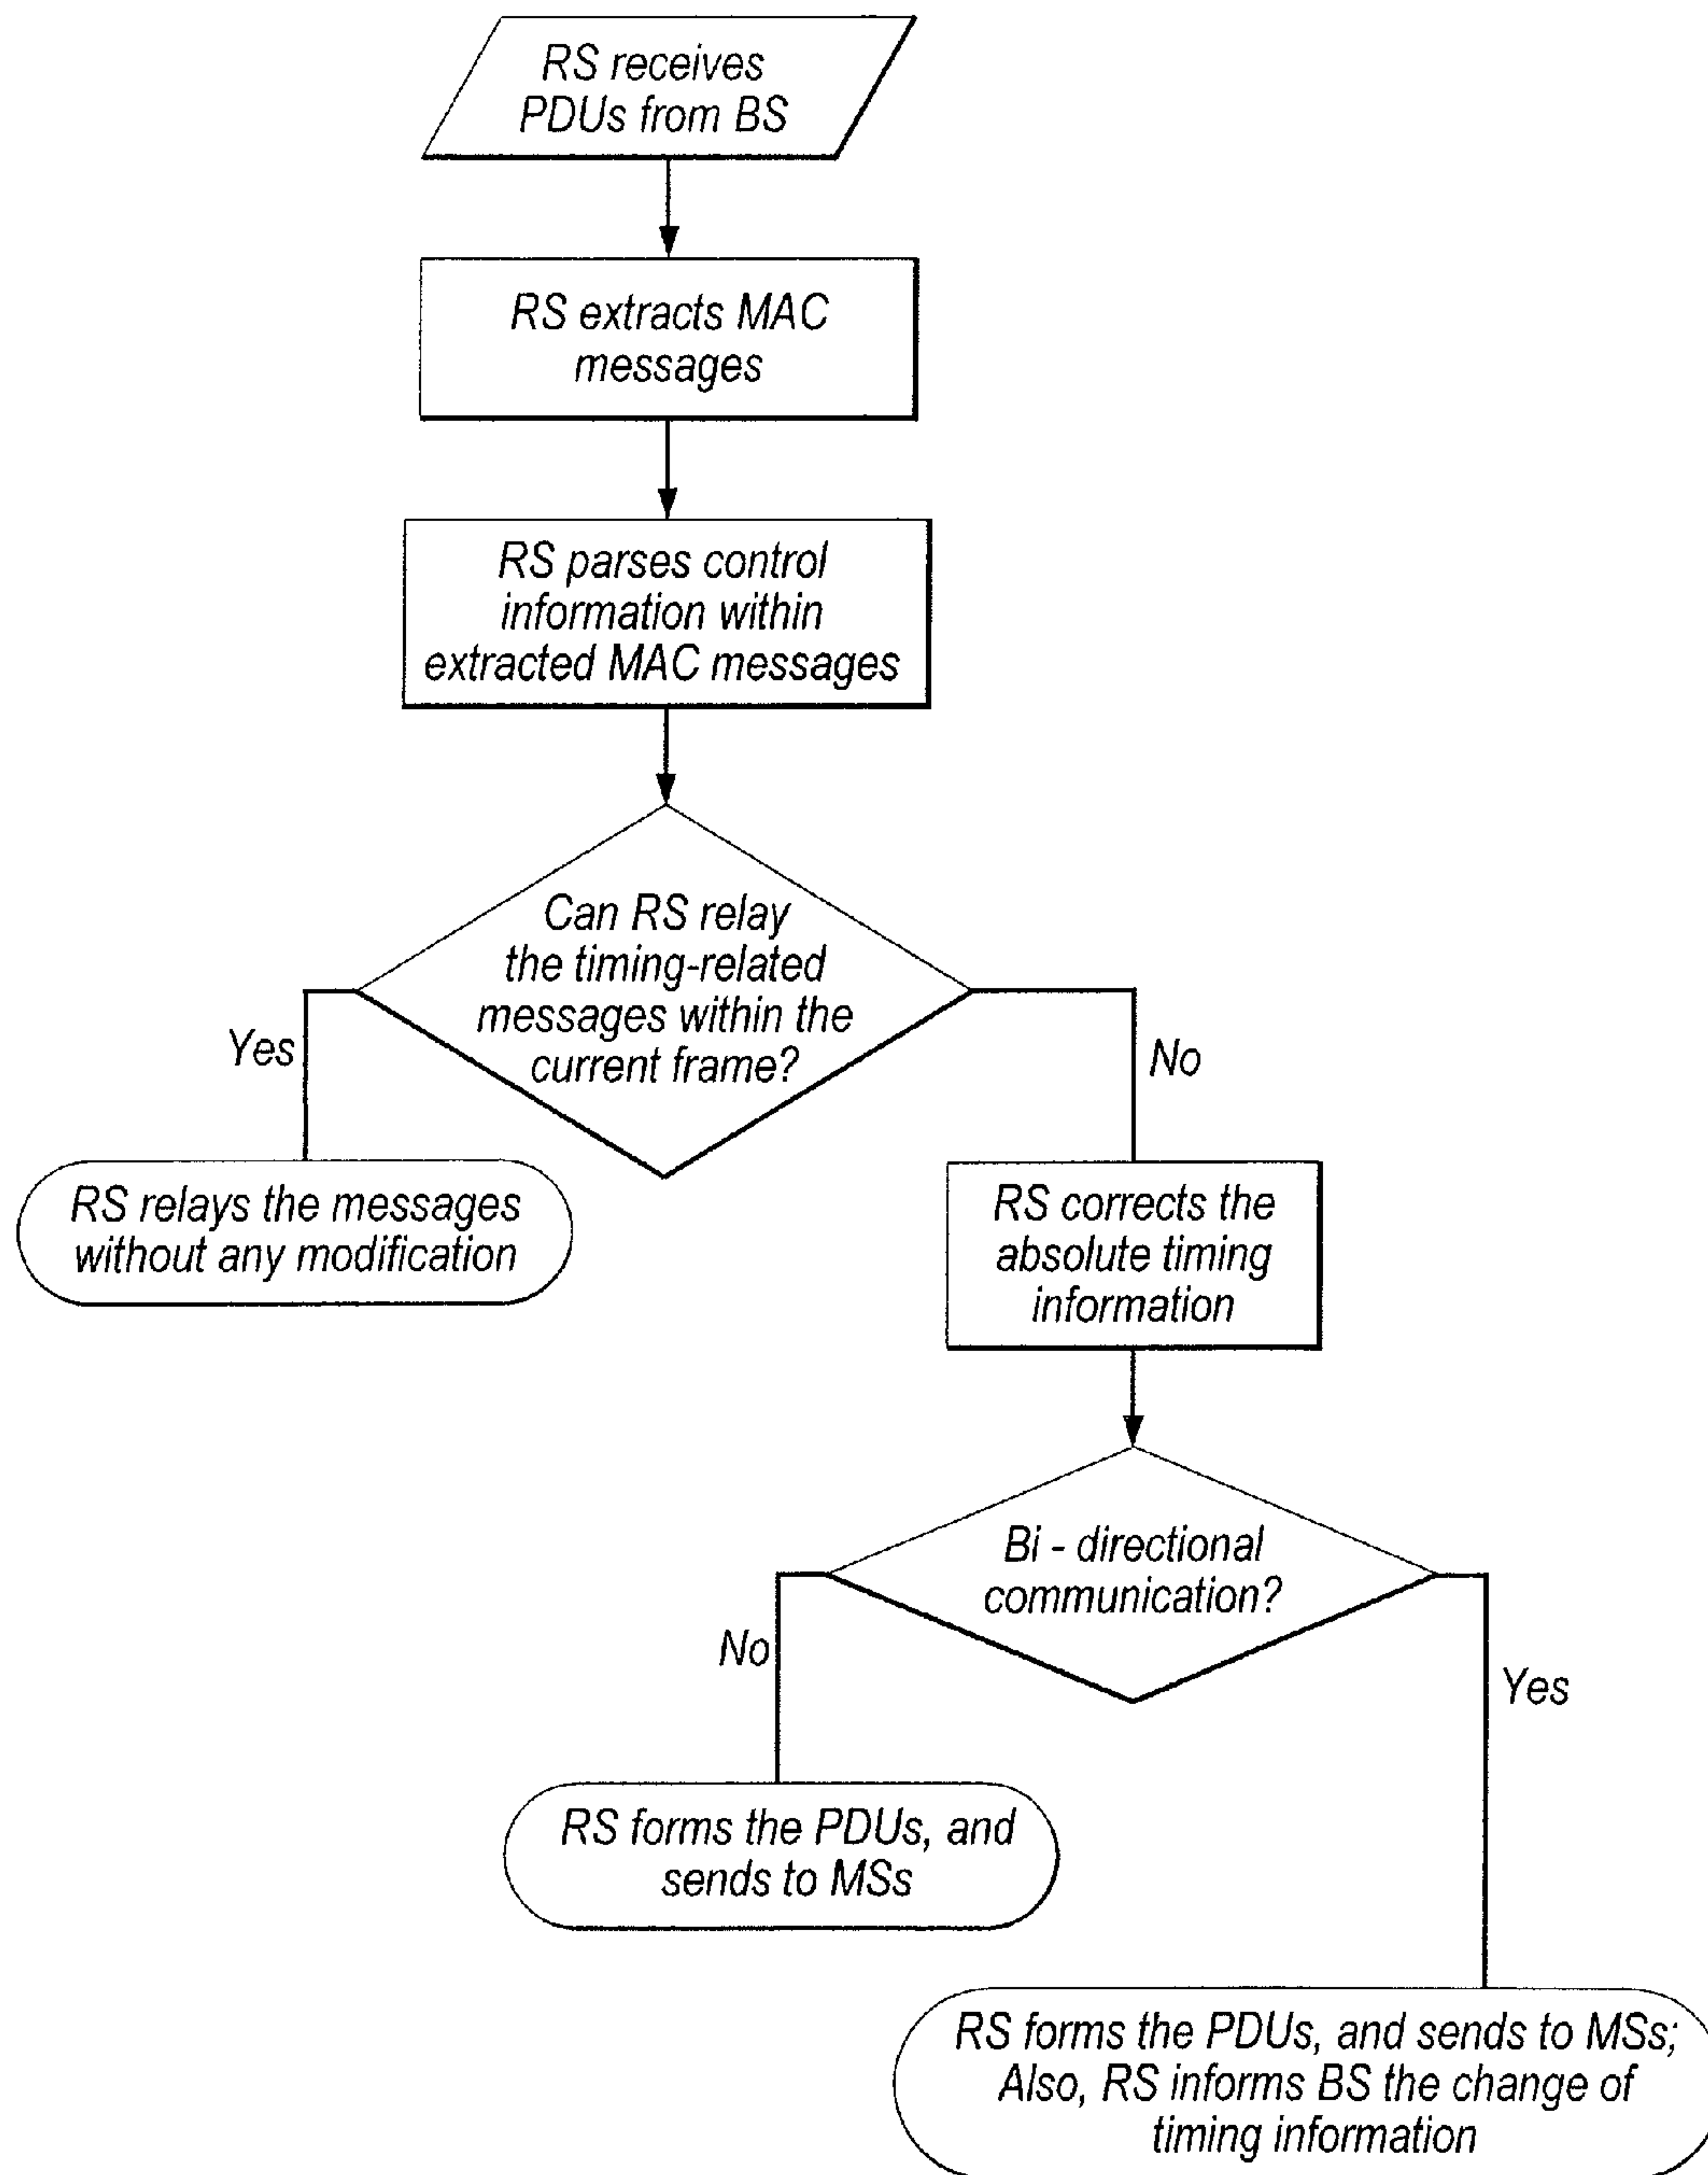 RS receives
PDUs from BS
RS extracts MAC
messages
RS parses control
information within
extracted MAC messages
Can RS relay
the timing-related
messages within the
current frame?
Yes
No
RS relays the messages
without any modification
RS corrects the
absolute timing
information
Bi - directional
communication?
No
Yes
RS forms the PDUs, and
sends to MSs
RS forms the PDUs, and sends to MSs;
Also, RS informs BS the change of
timing information